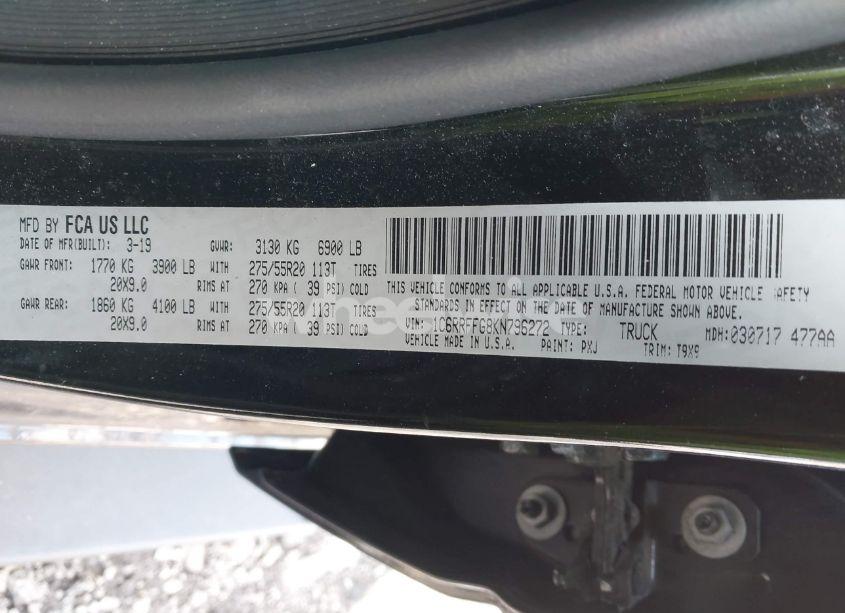 MFD BY FCA US LLC
DATE OF MFR(BUILT): 3-19 GVWR: 3130 KG 6900 LB
GAWR FRONT: 1770 KG 3900 LB WITH 275/55R20 113T TIRES
20X9.0 RIMS AT 270 KPA ( 39 PSI) COLD
GAWR REAR: 1860 KG 4100 LB WITH 275/55R20 113T TIRES
20X9.0 RIMS AT 270 KPA ( 39 PSI) COLD
THIS VEHICLE CONFORMS TO ALL APPLICABLE U.S.A. FEDERAL MOTOR VEHICLE SAFETY
STANDARDS IN EFFECT ON THE DATE OF MANUFACTURE SHOWN ABOVE.
VIN: 1C6RRFFG8KN796272 TYPE: TRUCK MDH: 030717 477AA
VEHICLE MADE IN U.S.A. PAINT: PXJ TRIM: T9X9